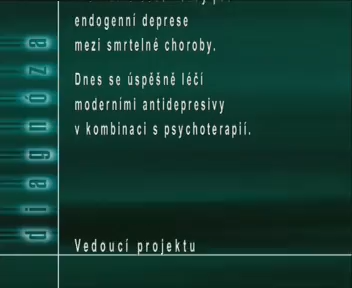 endogenní deprese
mezi smrtelné choroby.
Dnes se úspěšně léčí
moderními antidepresivy
v kombinaci s psychoterapií.
Vedoucí projektu
diagnóza